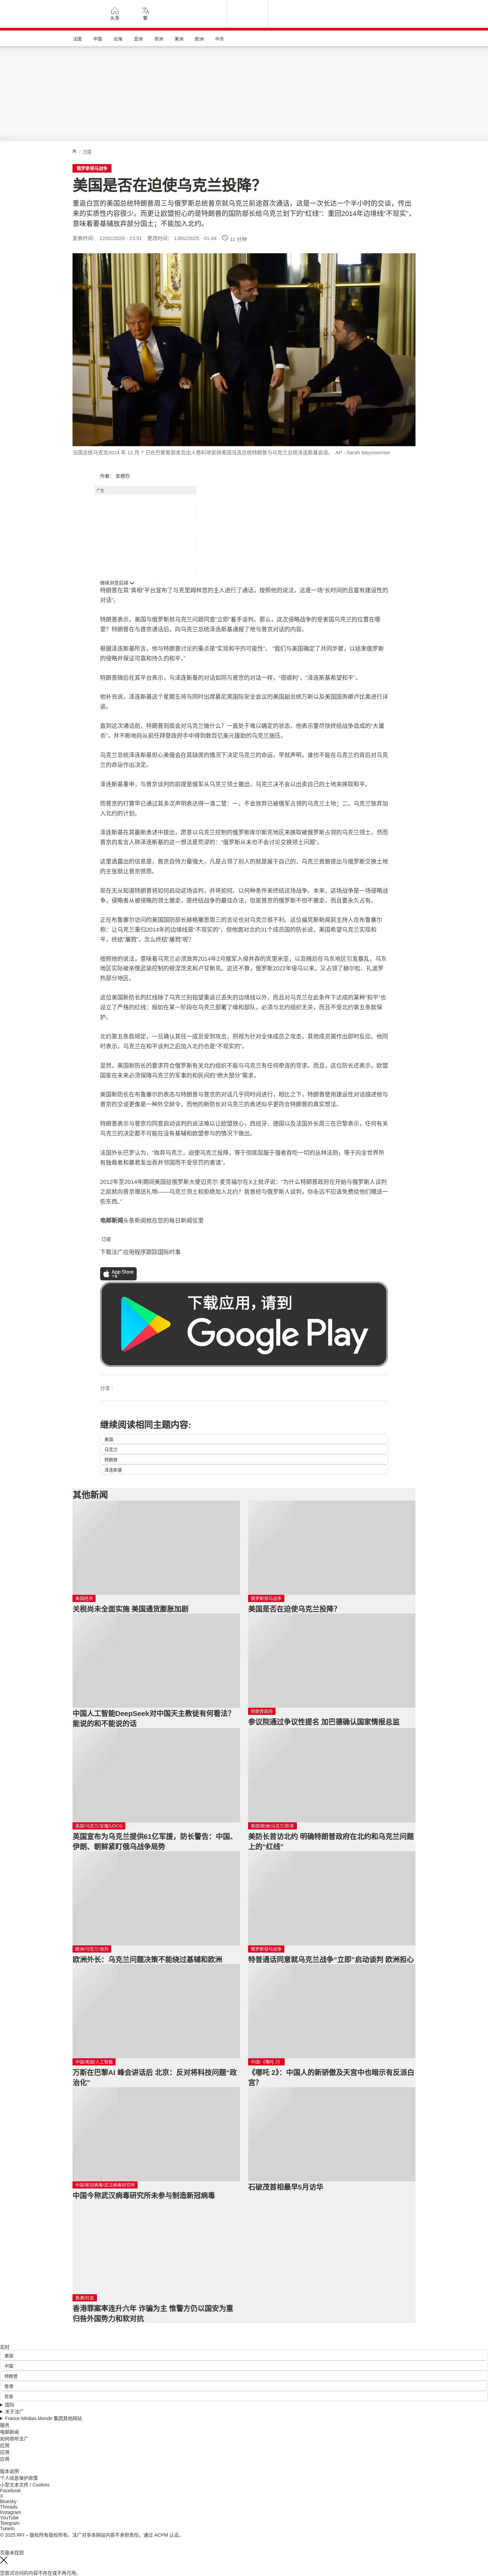 头条
繁
法国
中国
台海
亚洲
非洲
美洲
欧洲
中东
/ 法国
俄罗斯侵乌战争
美国是否在迫使乌克兰投降?
重返白宫的美国总统特朗普周三与俄罗斯总统普京就乌克兰前途首次通话，这是一次长达一个半小时的交谈，传出来的实质性内容很少。而更让欧盟担心的是特朗普的国防部长给乌克兰划下的“红线”：重回2014年边境线“不现实”，意味着要基辅放弃部分国土；不能加入北约。
发表时间： 12/02/2025 - 23:51 更改时间： 13/02/2025 - 01:44 11 分钟
法国总统马克龙2024 年 12 月 7 日在巴黎爱丽舍宫出人意料地安排美国当选总统特朗普与乌克兰总统泽连斯基会谈。 AP - Sarah Meyssonnier
作者： 安德烈
广告
继续浏览后续
特朗普在其“真相”平台宣布了与克里姆林宫的主人进行了通话，按照他的说法，这是一场“长时间的且富有建设性的对话”。
特朗普表示，美国与俄罗斯就乌克兰问题同意“立即”着手谈判。那么，这次侵略战争的受害国乌克兰的位置在哪里？特朗普在与普京通话后，向乌克兰总统泽连斯基通报了他与普京对话的内容。
根据泽连斯基所言，他与特朗普讨论的重点是“实现和平的可能性”。“我们与美国确定了共同步骤，以结束俄罗斯的侵略并保证可靠和持久的和平。”
特朗普随后在其平台表示，与泽连斯基的对话如同与普京的对话一样，“很顺利”，“泽连斯基希望和平”。
他补充说，泽连斯基这个星期五将与同时出席慕尼黑国际安全会议的美国副总统万斯以及美国国务卿卢比奥进行详谈。
直到这次通话前，特朗普到底会对乌克兰做什么？一直处于难以确定的状态，他表示要尽快终结战争造成的“大屠杀”，并不断地向从前任拜登政府手中得到数百亿美元援助的乌克兰施压。
乌克兰总统泽连斯基担心美俄会在其缺席的情况下决定乌克兰的命运，早就声明，谁也不能在乌克兰的背后对乌克兰的命运作出决定。
泽连斯基重申，与普京谈判的前提是俄军从乌克兰领土撤出，乌克兰决不会以出卖自己的土地来换取和平。
而普京的打算早已通过其多次声明表达得一清二楚：一，不会放弃已被俄军占领的乌克兰土地；二，乌克兰放弃加入北约的计划。
泽连斯基在其最新表述中提出，愿意以乌克兰控制的俄罗斯库尔斯克地区来换取被俄罗斯占领的乌克兰领土，然而普京的发言人称泽连斯基的这一想法是荒谬的：“俄罗斯从未也不会讨论交换领土问题”。
这里透露出的信息是，普京自恃力量强大，凡是占领了别人的就是属于自己的，乌克兰竟敢提出与俄罗斯交换土地的主张就让普京愤怒。
现在无从知道特朗普将如何启动这场谈判，并将如何、以何种条件来终结这场战争。本来，这场战争是一场侵略战争，侵略者从被侵略的领土撤走，是终结战争的最佳办法，但是普京的俄罗斯不但不撤走，而且要永久占有。
正在布鲁塞尔访问的美国国防部长赫格塞思周三的言论也对乌克兰很不利。这位福克斯新闻前主持人在布鲁塞尔称：让乌克兰重归2014年的边境线是“不现实的”，但他面对北约31个成员国的防长说，美国希望乌克兰实现和平，终结“屠戮”。怎么终结“屠戮”呢？
按照他的说法，意味着乌克兰必须放弃2014年2月俄军入侵并吞的克里米亚，以及随后在乌东地区引发暴乱。乌东地区实际被亲俄武装控制的顿涅茨克和卢甘斯克。这还不算，俄罗斯2022年侵乌以来，又占领了赫尔松、扎波罗热部分地区。
这位美国新防长的红线除了乌克兰别指望重返已丢失的边境线以外，而且对乌克兰在此条件下达成的某种“和平”也设立了严格的红线：假如在某一阶段在乌克兰部署了维和部队，必须与北约组织无关，而且不受北约第五条款保护。
北约第五条款规定，一旦确认其任一成员受到攻击，则视为针对全体成员之攻击，其他成员需作出即时反应。他同时表示，乌克兰在和平谈判之后加入北约也是“不现实的”。
显然，美国新防长的要求符合俄罗斯有关北约组织不能与乌克兰有任何牵连的苛求。而且，这位防长还表示，欧盟国家在未来必须保障乌克兰的军事的和民间的“绝大部分”需求。
美国新防长在布鲁塞尔的表态与特朗普与普京的对话几乎同时间进行，相比之下，特朗普使用建设性对话描述他与普京的交谈更像是一种外交辞令，而他的新防长对乌克兰的表述似乎更符合特朗普的真实想法。
特朗普表示与普京均同意启动谈判的说法难以让欧盟放心，西班牙、德国以及法国外长周三在巴黎表示，任何有关乌克兰的决定都不可能在没有基辅和欧盟参与的情况下做出。
法国外长巴罗认为，“抛弃乌克兰，迫使乌克兰投降，等于彻底屈服于强者吞吃一切的丛林法则，等于向全世界所有独裁者和暴君发出吞并邻国而不受惩罚的邀请”。
2012年至2014年期间美国驻俄罗斯大使迈克尔·麦克福尔在X上批评说：“为什么特朗普政府在开始与俄罗斯人谈判之前就向普京赠送礼物——乌克兰领土和拒绝加入北约？我曾经与俄罗斯人谈判，你永远不应该免费给他们赠送一些东西。”
电邮新闻头条新闻就在您的每日新闻信里
订阅
下载法广应用程序跟踪国际时事
App Store
下载
下载应用，请到
Google Play
分享 :
继续阅读相同主题内容:
美国
乌克兰
特朗普
泽连斯基
其他新闻
美国经济
关税尚未全面实施 美国通货膨胀加剧
俄罗斯侵乌战争
美国是否在迫使乌克兰投降?
中国人工智能DeepSeek对中国天主教徒有何看法？能说的和不能说的话
特朗普政府
参议院通过争议性提名 加巴德确认国家情报总监
英国/乌克兰/军援/UDCG
英国宣布为乌克兰提供61亿军援，防长警告：中国、伊朗、朝鲜紧盯俄乌战争局势
美国/欧洲/乌克兰/防务
美防长首访北约 明确特朗普政府在北约和乌克兰问题上的“红线”
欧洲/乌克兰/谈判
欧洲外长：乌克兰问题决策不能绕过基辅和欧洲
俄罗斯侵乌战争
特普通话同意就乌克兰战争“立即”启动谈判 欧洲担心
中国/美国/人工智能
万斯在巴黎AI 峰会讲话后 北京：反对将科技问题“政治化”
中国/《哪吒 2》
《哪吒 2》：中国人的新骄傲及天宫中也暗示有反派白宫？
中国/新冠病毒/武汉病毒研究所
中国今称武汉病毒研究所未参与制造新冠病毒
石破茂首相最早5月访华
香港/社会
香港罪案率连升六年 诈骗为主 惟警方仍以国安为重 归咎外国势力和软对抗
实时
美国
中国
特朗普
香港
贸易
国际
关于法广
France Médias Monde 集团其他网站
服务
电邮新闻
如何收听法广
应用
应用
应用
版本说明
个人信息保护政策
小型文本文件 / Cookies
Facebook
X
Bluesky
Threads
Instagram
YouTube
Telegram
TuneIn
© 2025 RFI – 版权所有版权所有。法广对非本网站内容不承担责任。通过 ACPM 认证。
页面未找到
您尝试访问的内容不存在或不再可用。